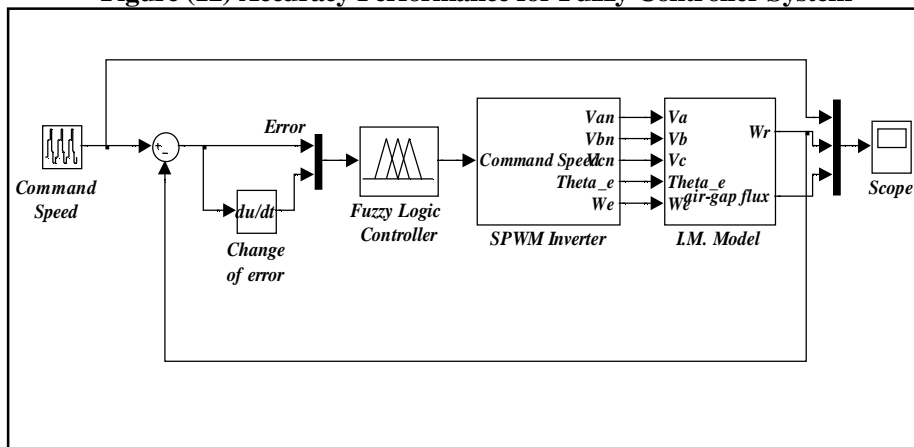 Figure (12) Accuracy Performance for Fuzzy Controller System
Command
Speed
Error
du/dt
Change
of error
Fuzzy Logic
Controller
Command Speed
Van
Vbn
Vcn
Theta_e
We
SPWM Inverter
Va
Vb
Vc
Theta_e
We
Wr
air-gap flux
I.M. Model
Scope